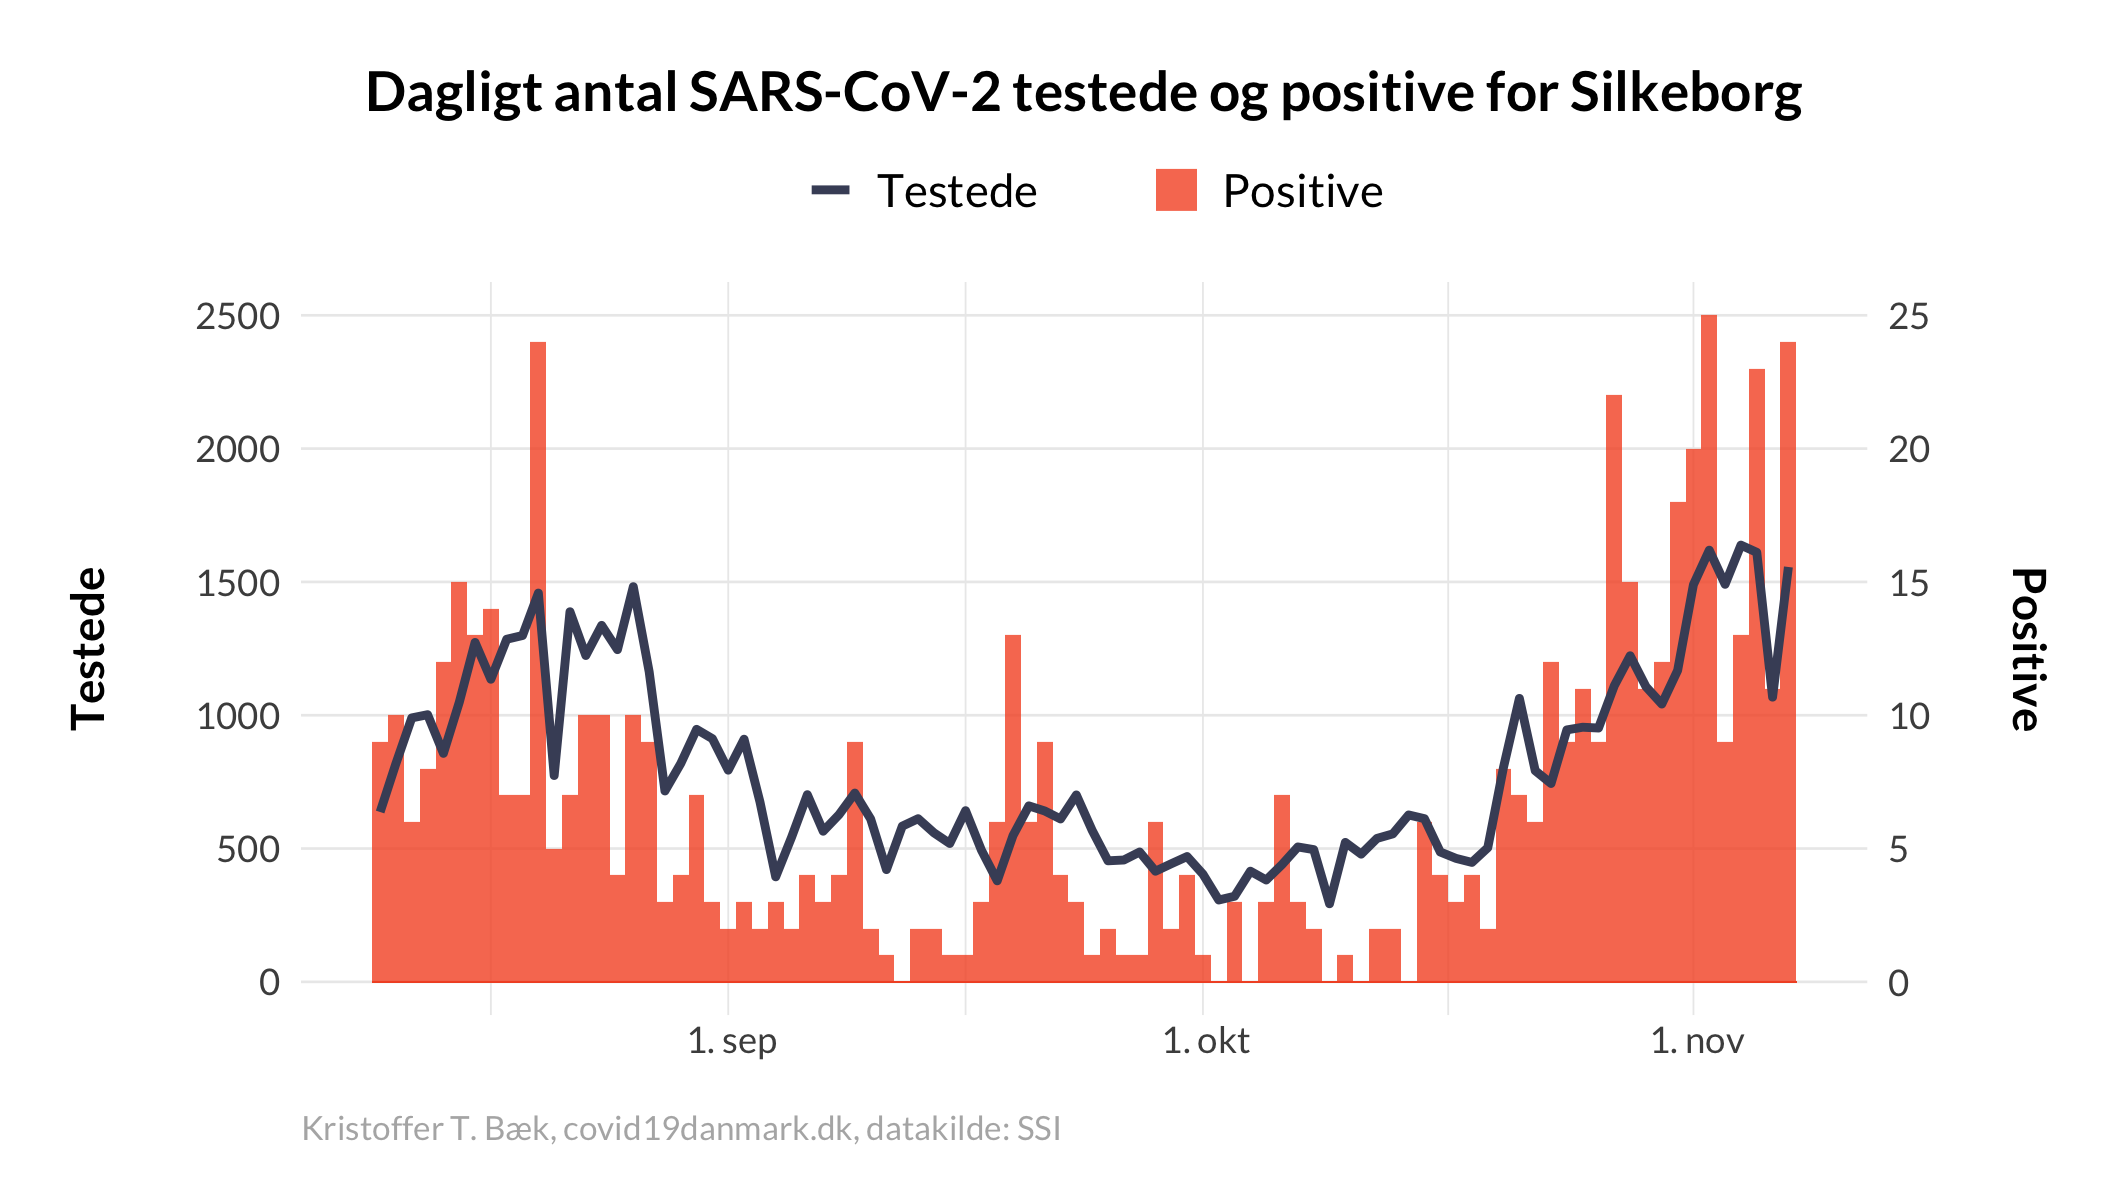 Dagligt antal SARS-CoV-2 testede og positive for Silkeborg
Testede
Positive
2500
2000
1500
1000
500
0
25
20
15
10
5
0
Testede
Positive
1. sep
1. okt
1. nov
Kristoffer T. Bæk, covid19danmark.dk, datakilde: SSI